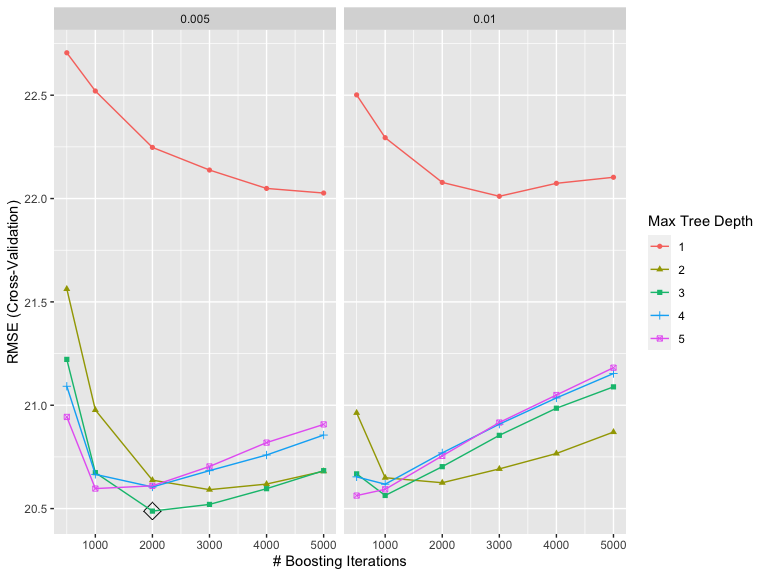 0.005
0.01
22.5
22.0
21.5
21.0
20.5
RMSE (Cross-Validation)
1000 2000 3000 4000 5000
1000 2000 3000 4000 5000
# Boosting Iterations
Max Tree Depth
1
2
3
4
5